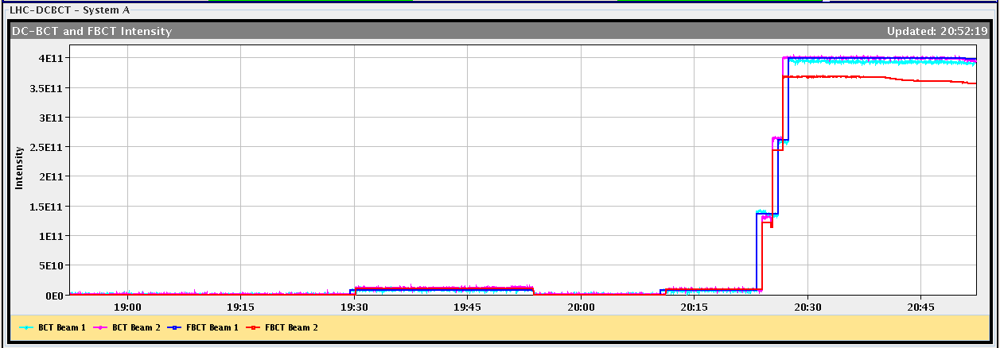 LHC-DCBCT - System A
DC-BCT and FBCT Intensity Updated: 20:52:19
4E11
3.5E11
3E11
2.5E11
2E11
1.5E11
1E11
5E10
0E0
Intensity
19:00 19:15 19:30 19:45 20:00 20:15 20:30 20:45
BCT Beam 1 BCT Beam 2 FBCT Beam 1 FBCT Beam 2